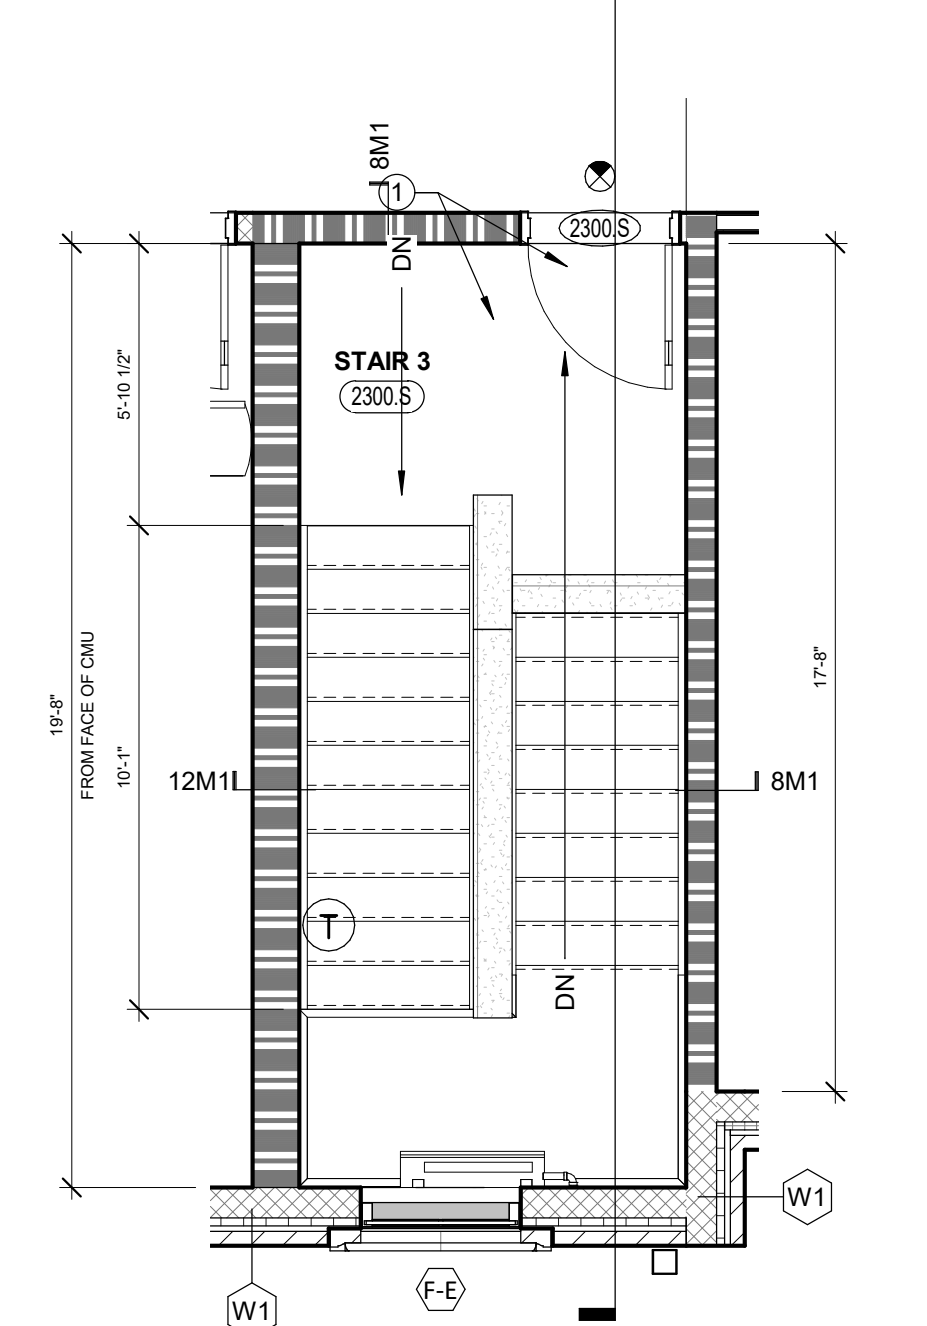 8M1
1
2300.S
DN
STAIR 3
2300.S
5'-10 1/2"
19'-8"
FROM FACE OF CMU
17'-8"
10'-1"
12M1
8M1
T
DN
W1
F-E
W1